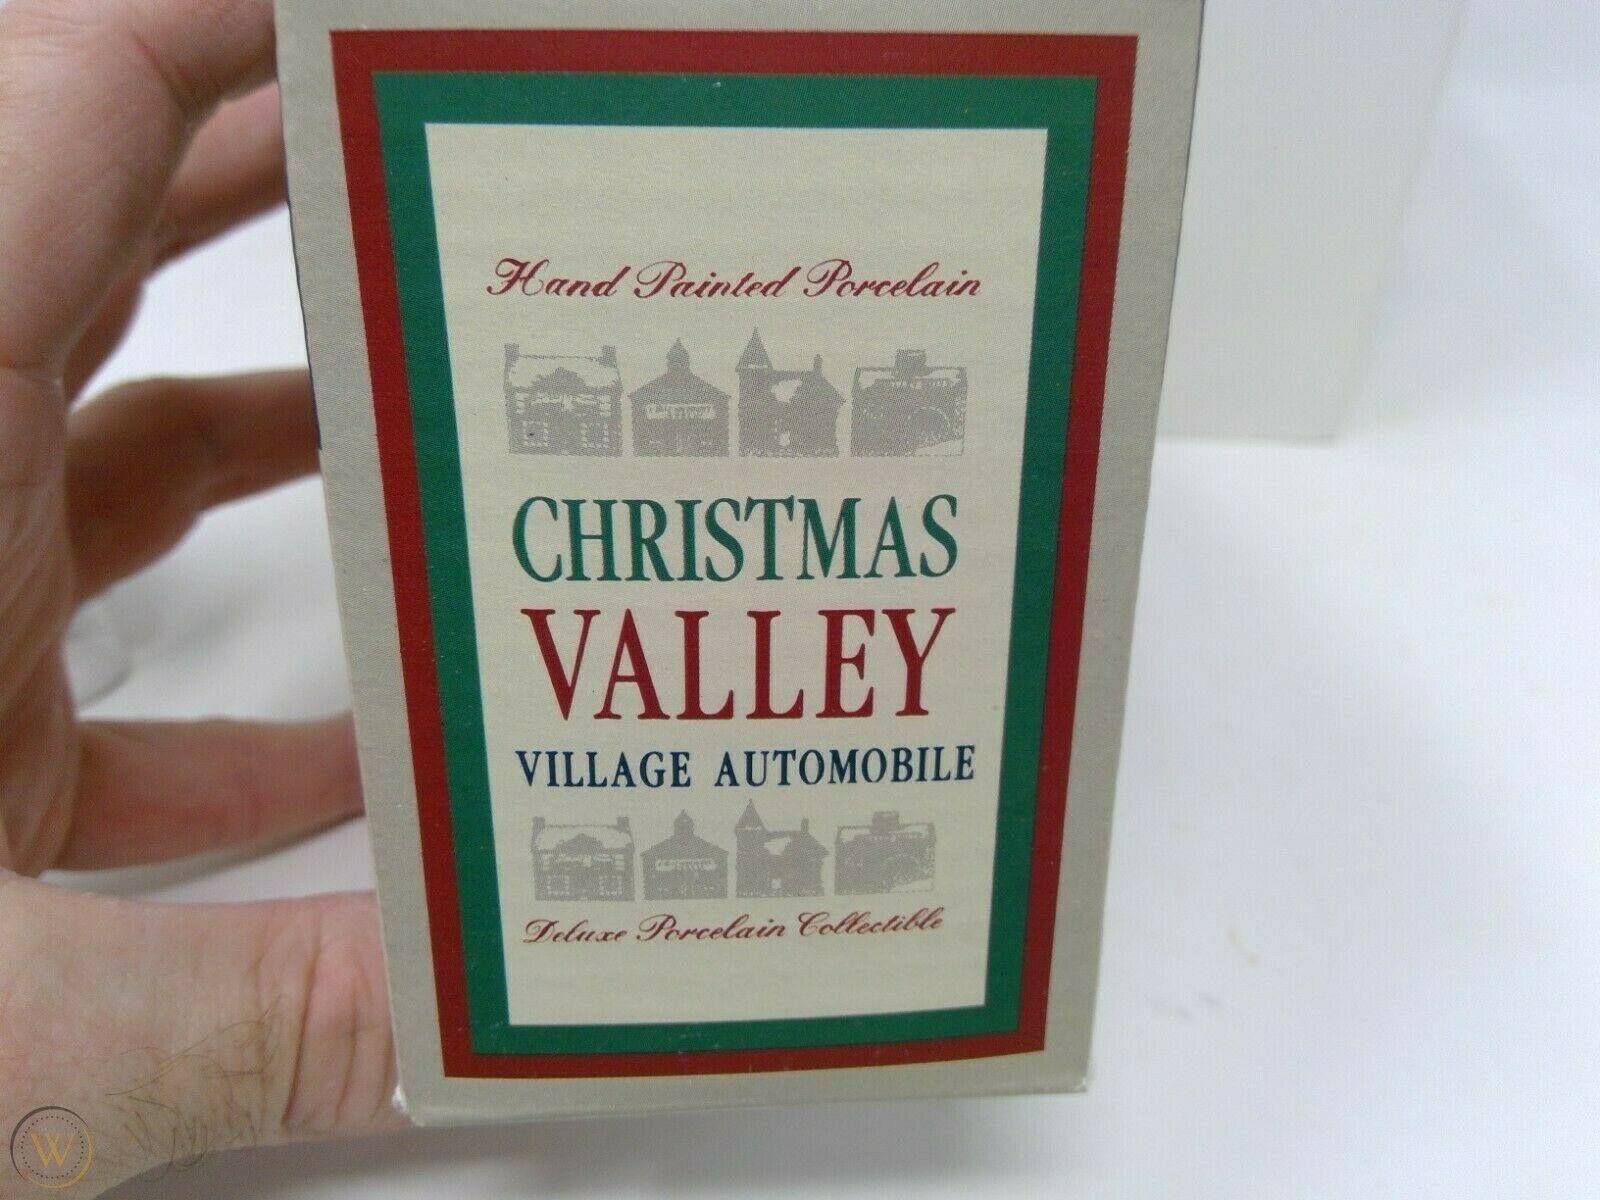 Hand Painted Porcelain
CHRISTMAS
VALLEY
VILLAGE AUTOMOBILE
Deluxe Porcelain Collectible
W